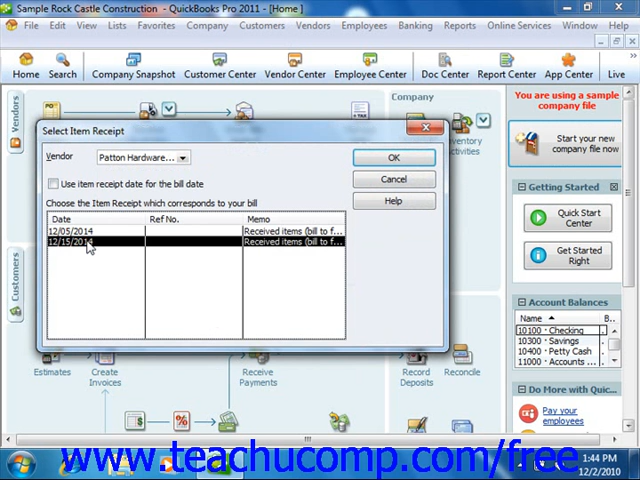 Sample Rock Castle Construction - QuickBooks Pro 2011 - [Home ]
File Edit View Lists Favorites Company Customers Vendors Employees Banking Reports Online Services Window Help
Home Search Company Snapshot Customer Center Vendor Center Employee Center Doc Center Report Center App Center Live
Vendors
Company
You are using a sample company file
Start your new company file now
Select Item Receipt
Vendor Patton Hardware...
OK
Use item receipt date for the bill date
Cancel
Choose the Item Receipt which corresponds to your bill
Help
Date Ref No. Memo
12/05/2014 Received items (bill to f...
12/15/2014 Received items (bill to f...
Getting Started
Quick Start Center
Get Started Right
Customers
Account Balances
Name
10100 · Checking
10300 · Savings
10400 · Petty Cash
11000 · Accounts ...
Estimates
Create Invoices
Receive Payments
Record Deposits
Reconcile
Do More with Quic...
Pay your employees
www.teachucomp.com/free
1:44 PM
12/2/2010